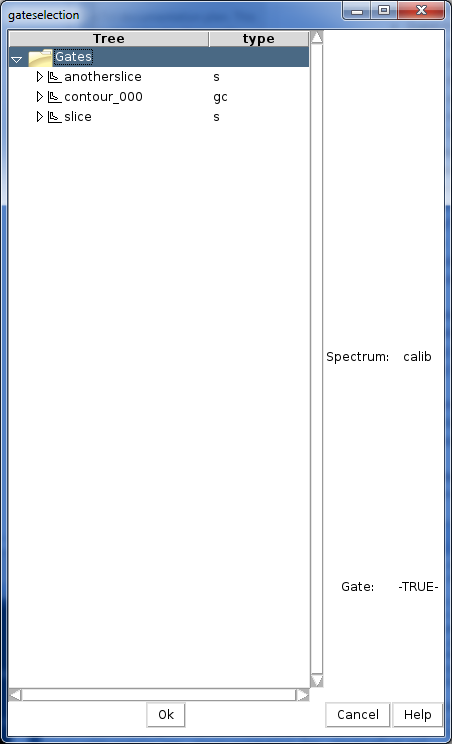 gateselection
Tree type
Gates
anotherslice s
contour_000 gc
slice s
Spectrum: calib
Gate: -TRUE-
Ok Cancel Help